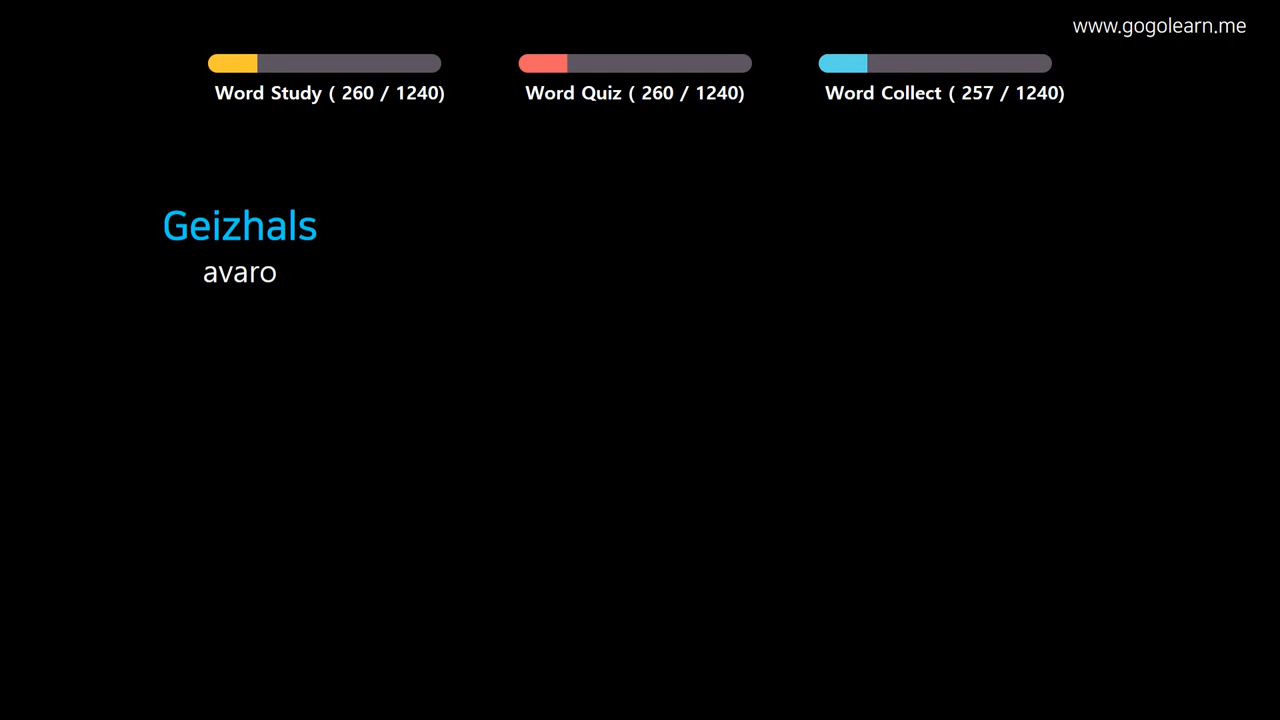 www.gogolearn.me
Word Study ( 260 / 1240)
Word Quiz ( 260 / 1240)
Word Collect ( 257 / 1240)
Geizhals
avaro